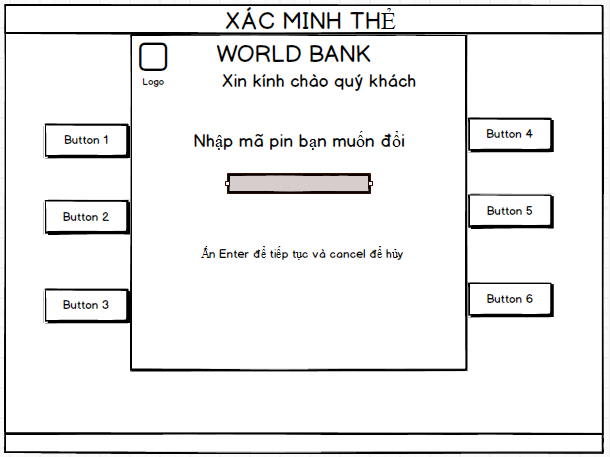 XÁC MINH THẺ
WORLD BANK
Logo
Xin kính chào quý khách
Nhập mã pin bạn muốn đổi
Button 1
Button 2
Button 3
Button 4
Button 5
Button 6
Ấn Enter để tiếp tục và cancel để hủy